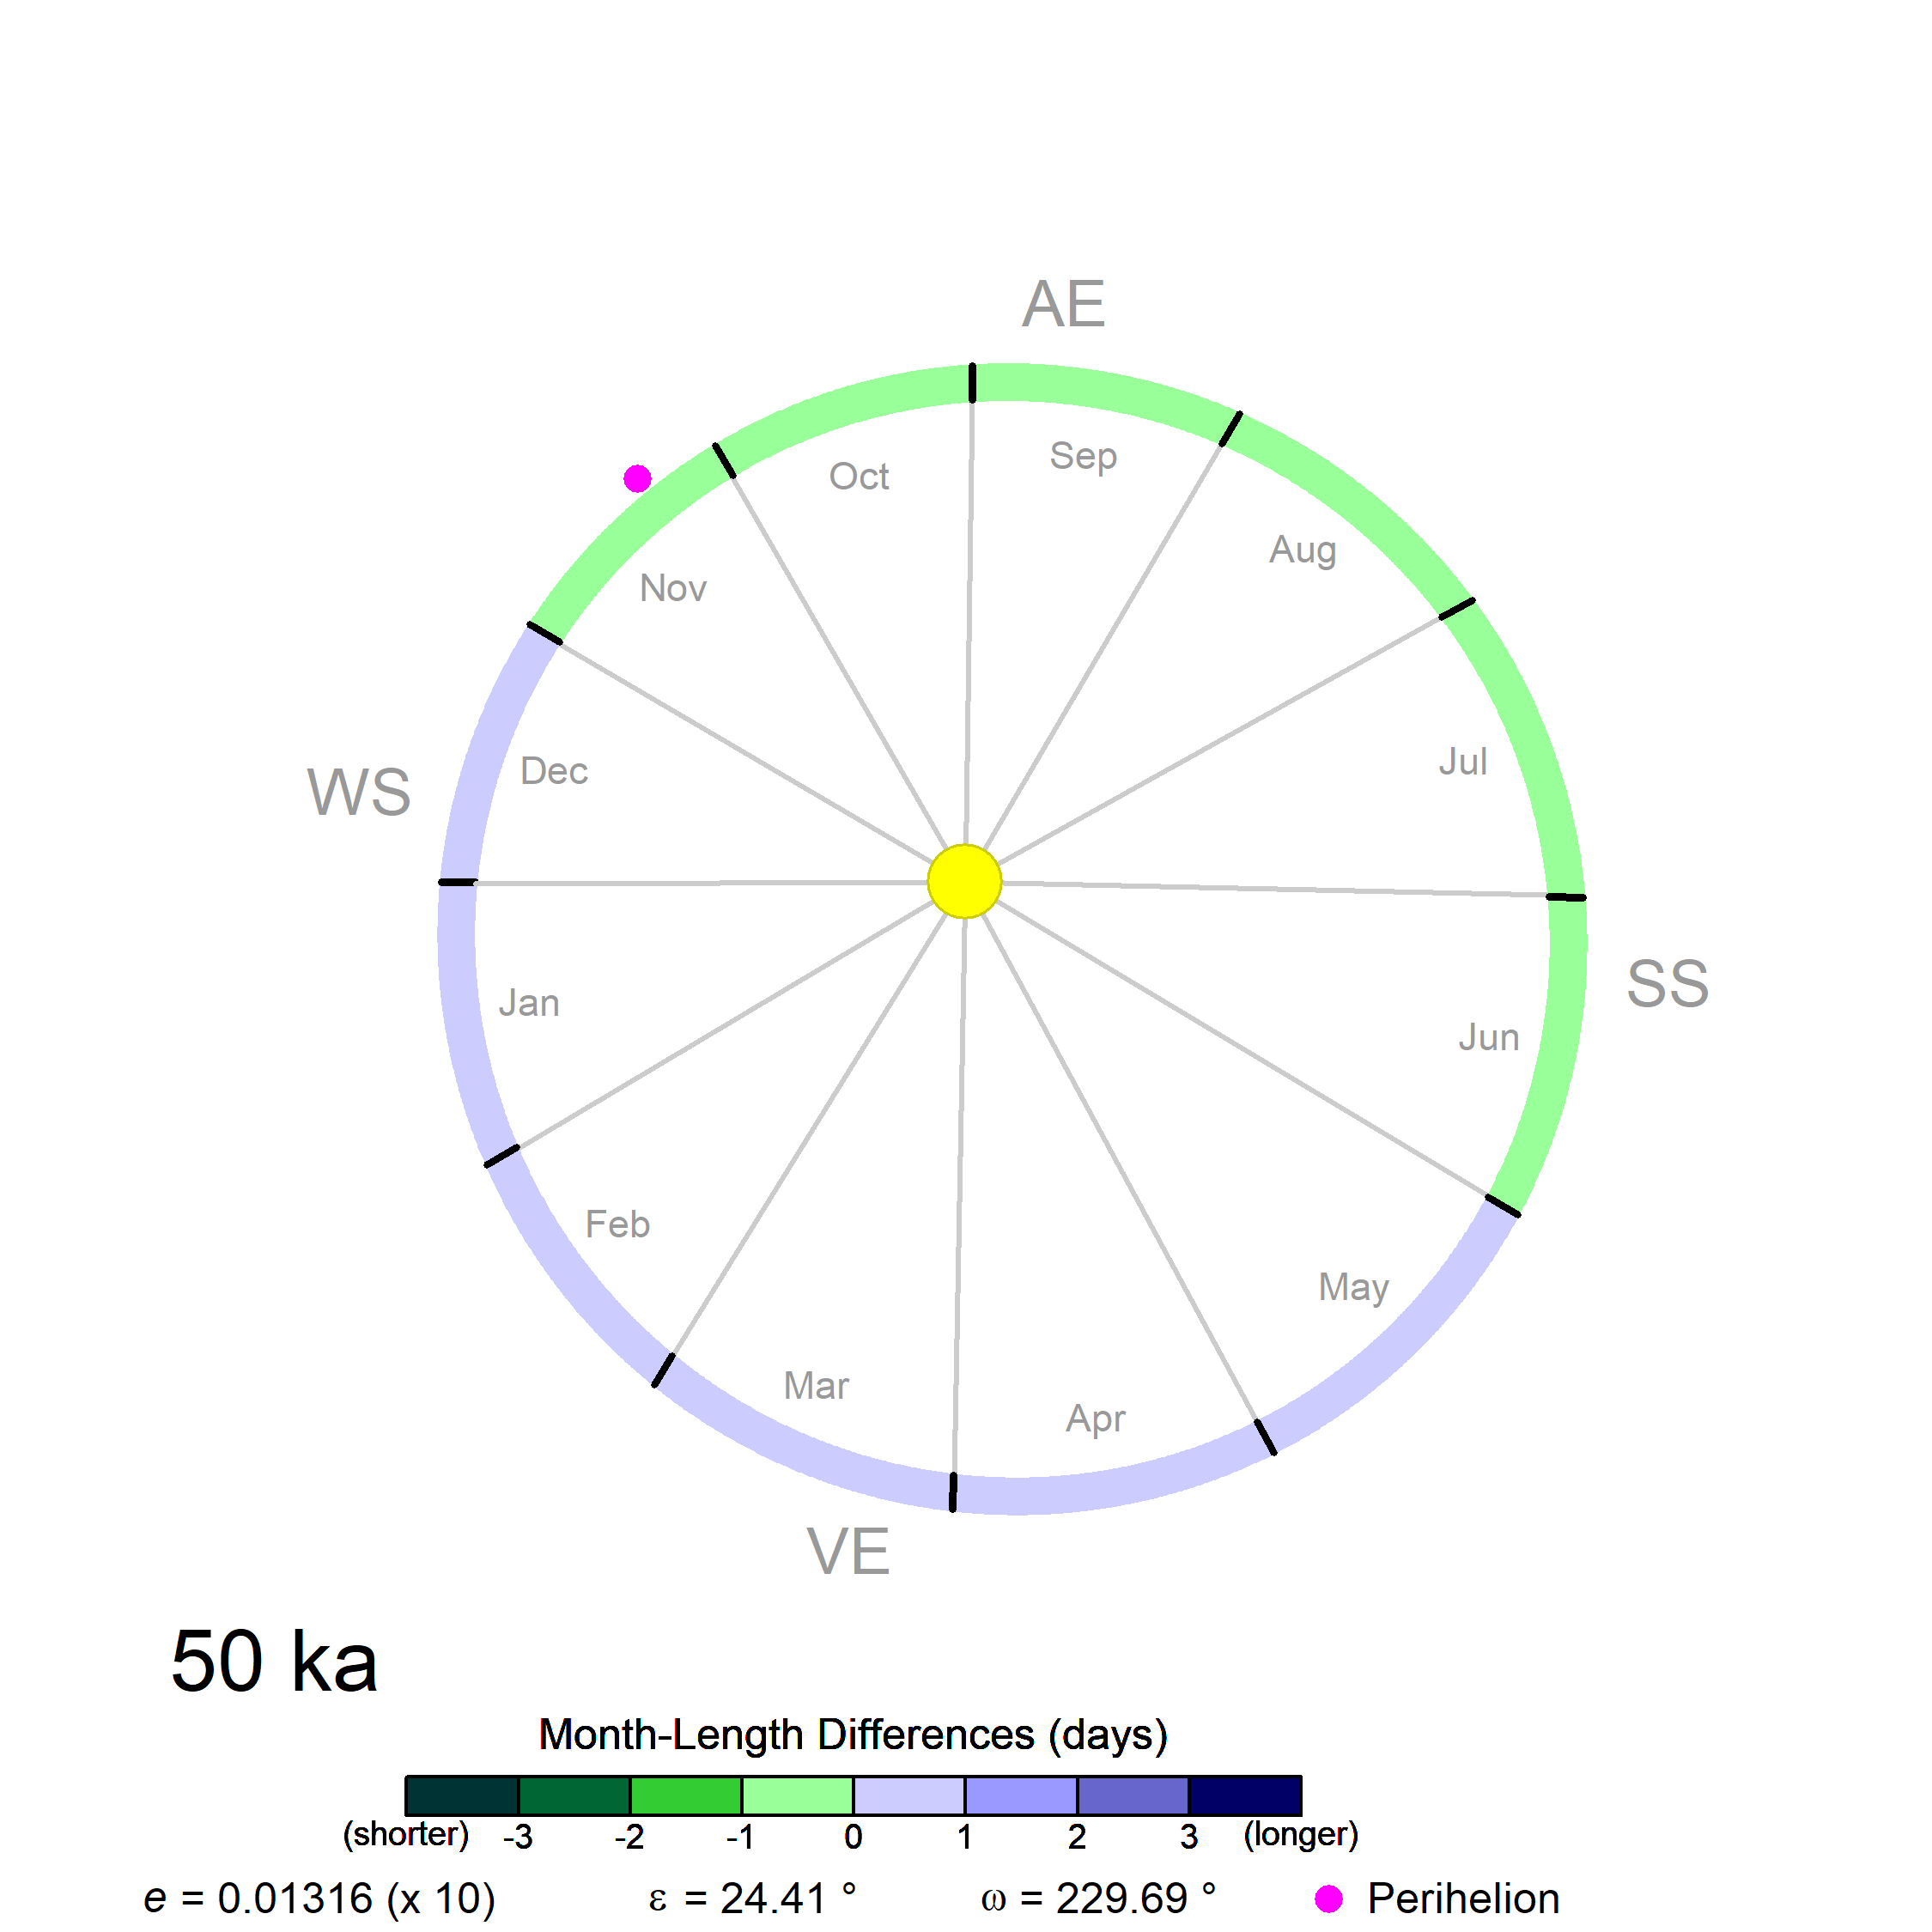 AE
Sep
Oct
Aug
Nov
Jul
Dec
WS
SS
Jan
Jun
Feb
May
Mar
Apr
VE
50 ka
Month-Length Differences (days)
(shorter) -3 -2 -1 0 1 2 3 (longer)
e = 0.01316 (x 10) ε = 24.41 ° ω = 229.69 ° Perihelion